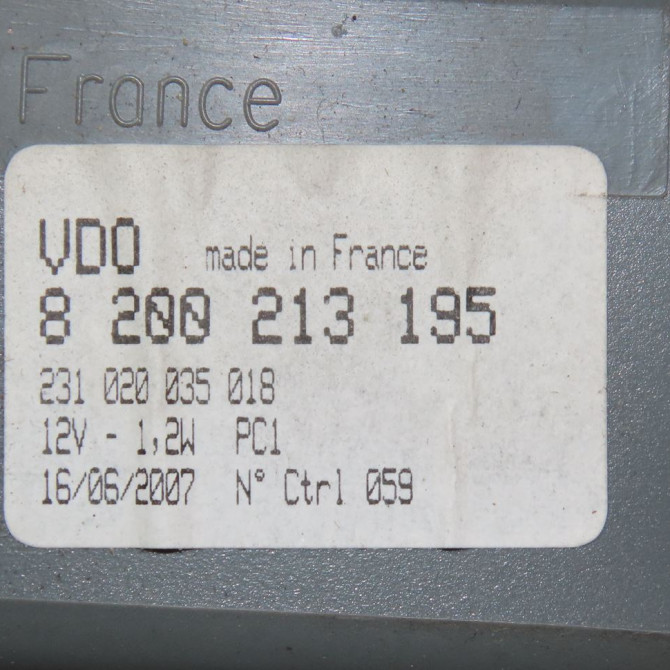 France
VDO made in France
8 200 213 195
231 020 035 018
12V - 1,2W PC1
16/06/2007 N° Ctrl 059